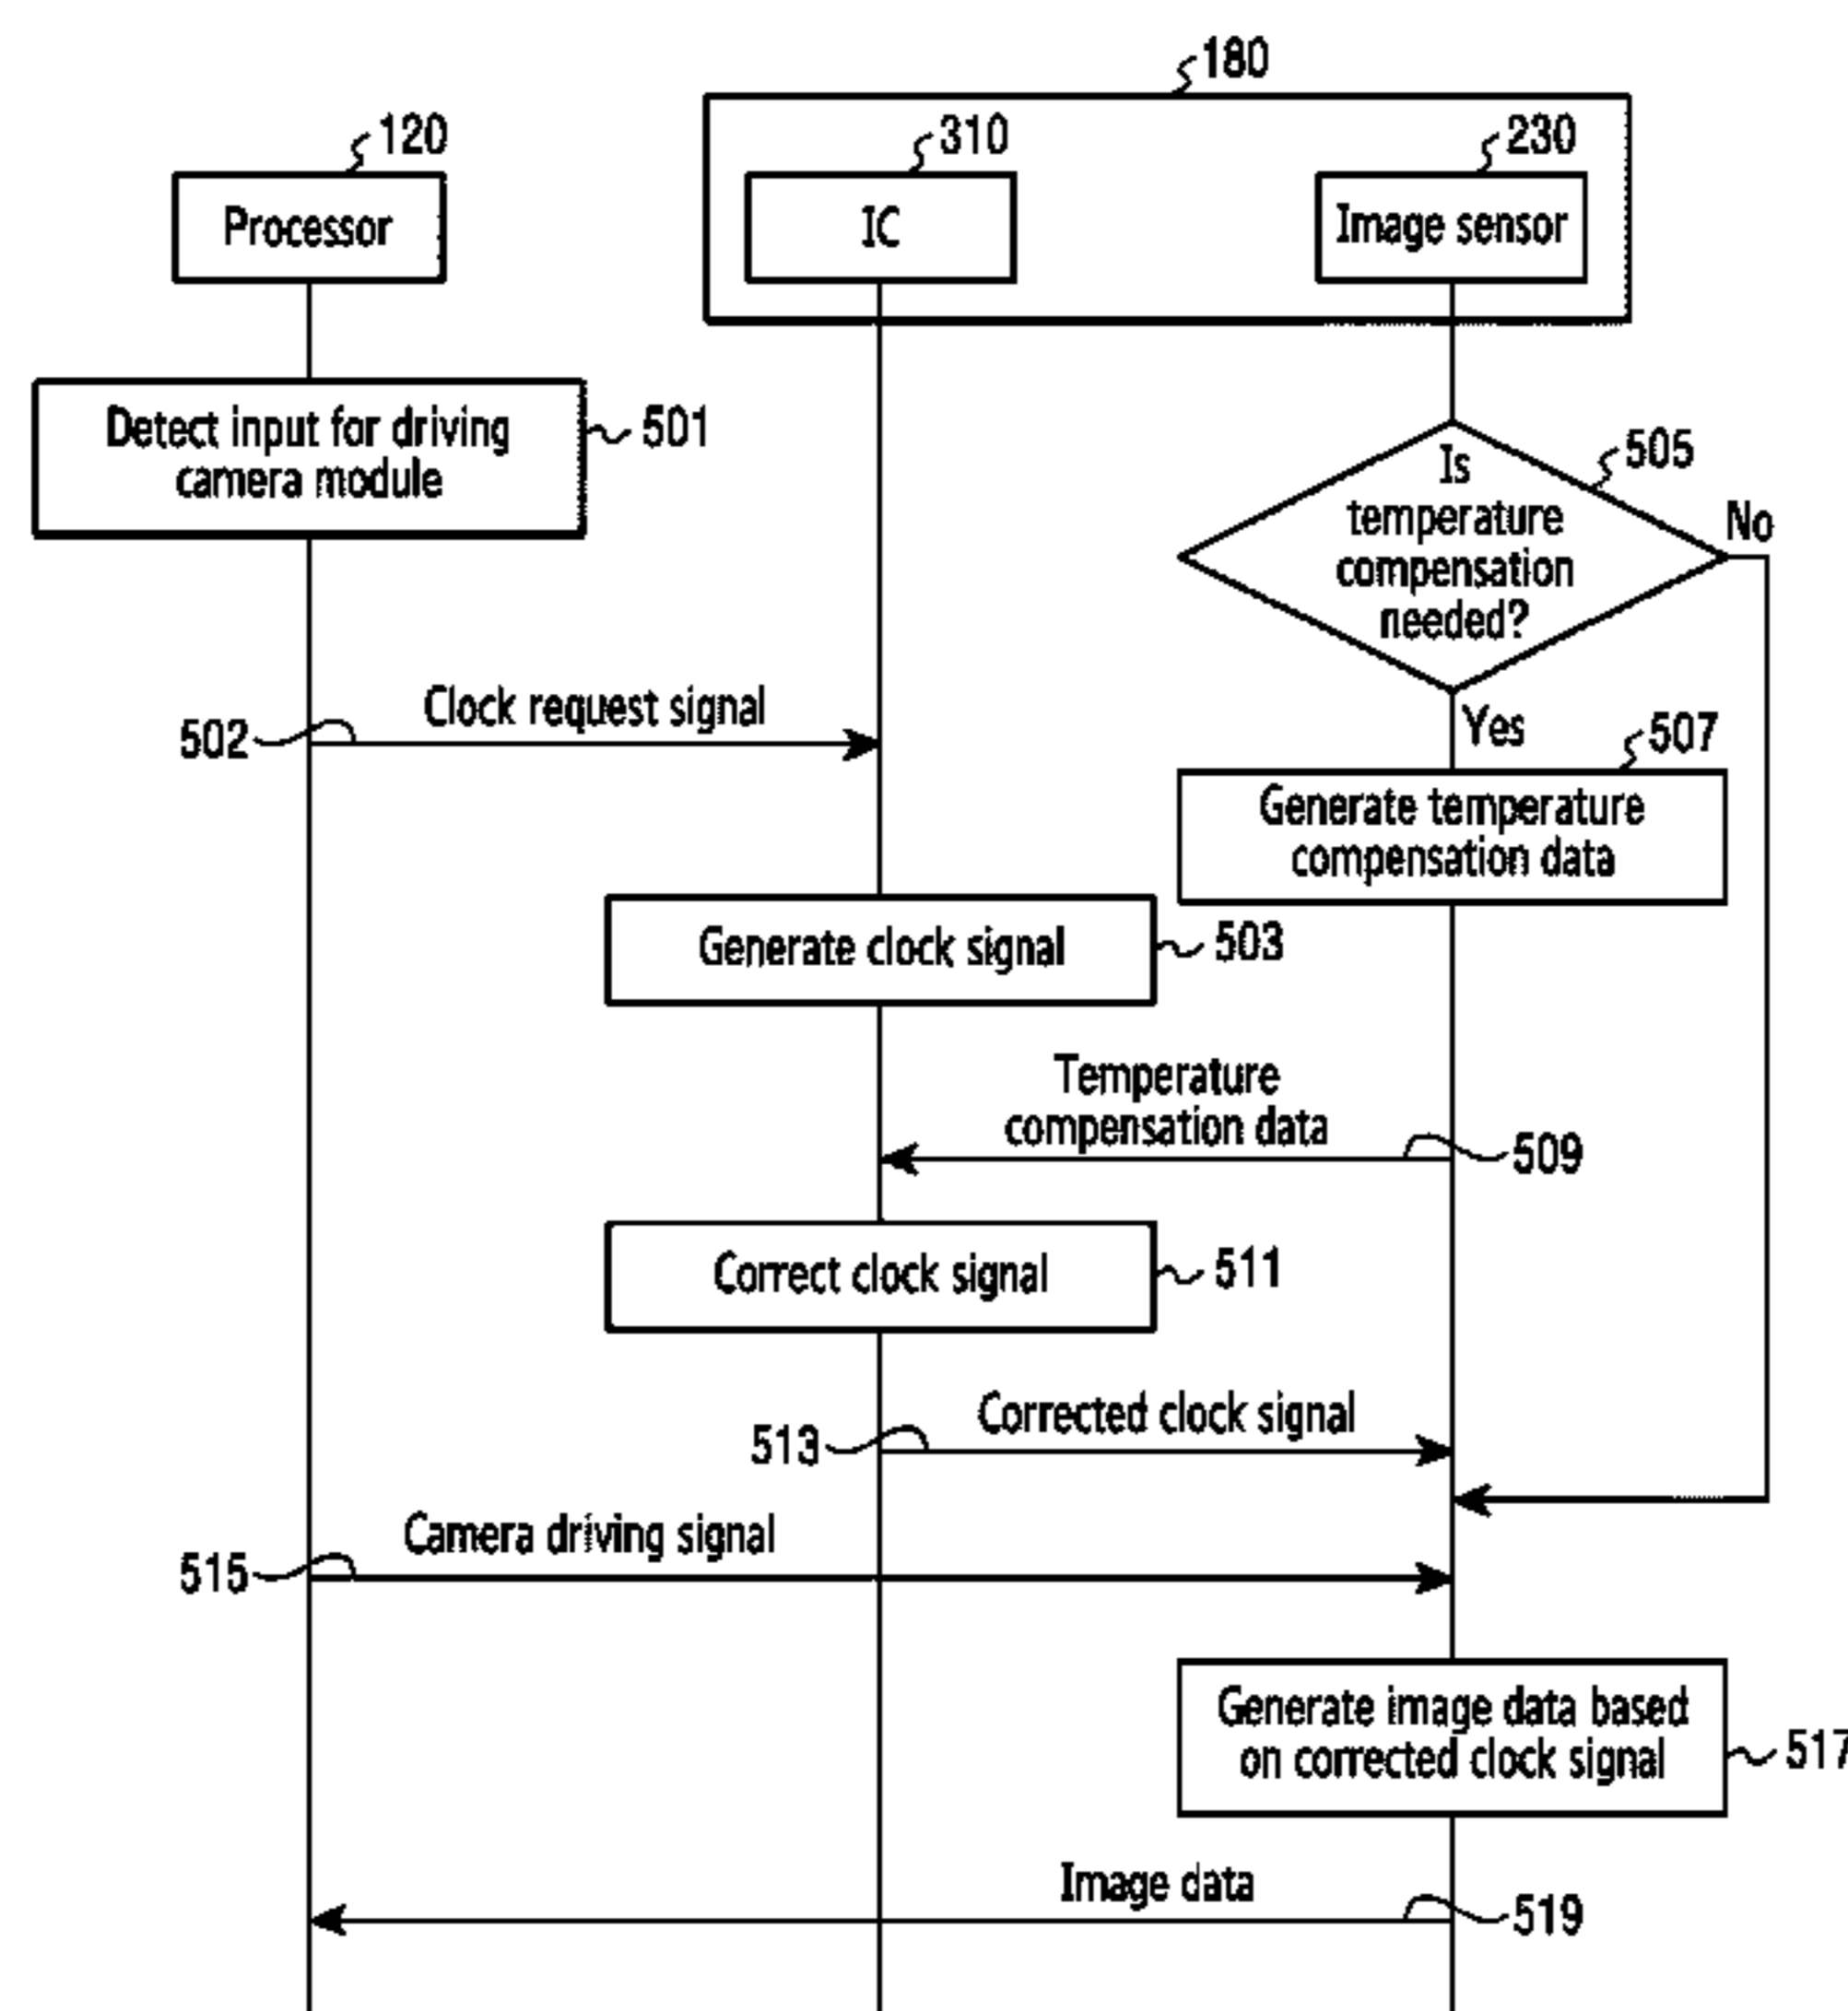 180
120
310
230
Processor
IC
Image sensor
Detect input for driving
camera module
501
Is
temperature
compensation
needed?
505
No
Clock request signal
502
Yes
507
Generate temperature
compensation data
Generate clock signal
503
Temperature
compensation data
509
Correct clock signal
511
Corrected clock signal
513
Camera driving signal
515
Generate image data based
on corrected clock signal
517
Image data
519